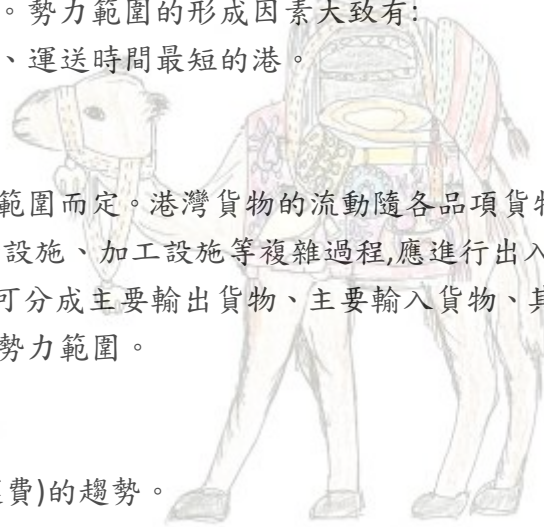 。勢力範圍的形成因素大致有:
、運送時間最短的港。
範圍而定。港灣貨物的流動隨各品項貨物
設施、加工設施等複雜過程,應進行出入
可分成主要輸出貨物、主要輸入貨物、其
勢力範圍。
費)的趨勢。